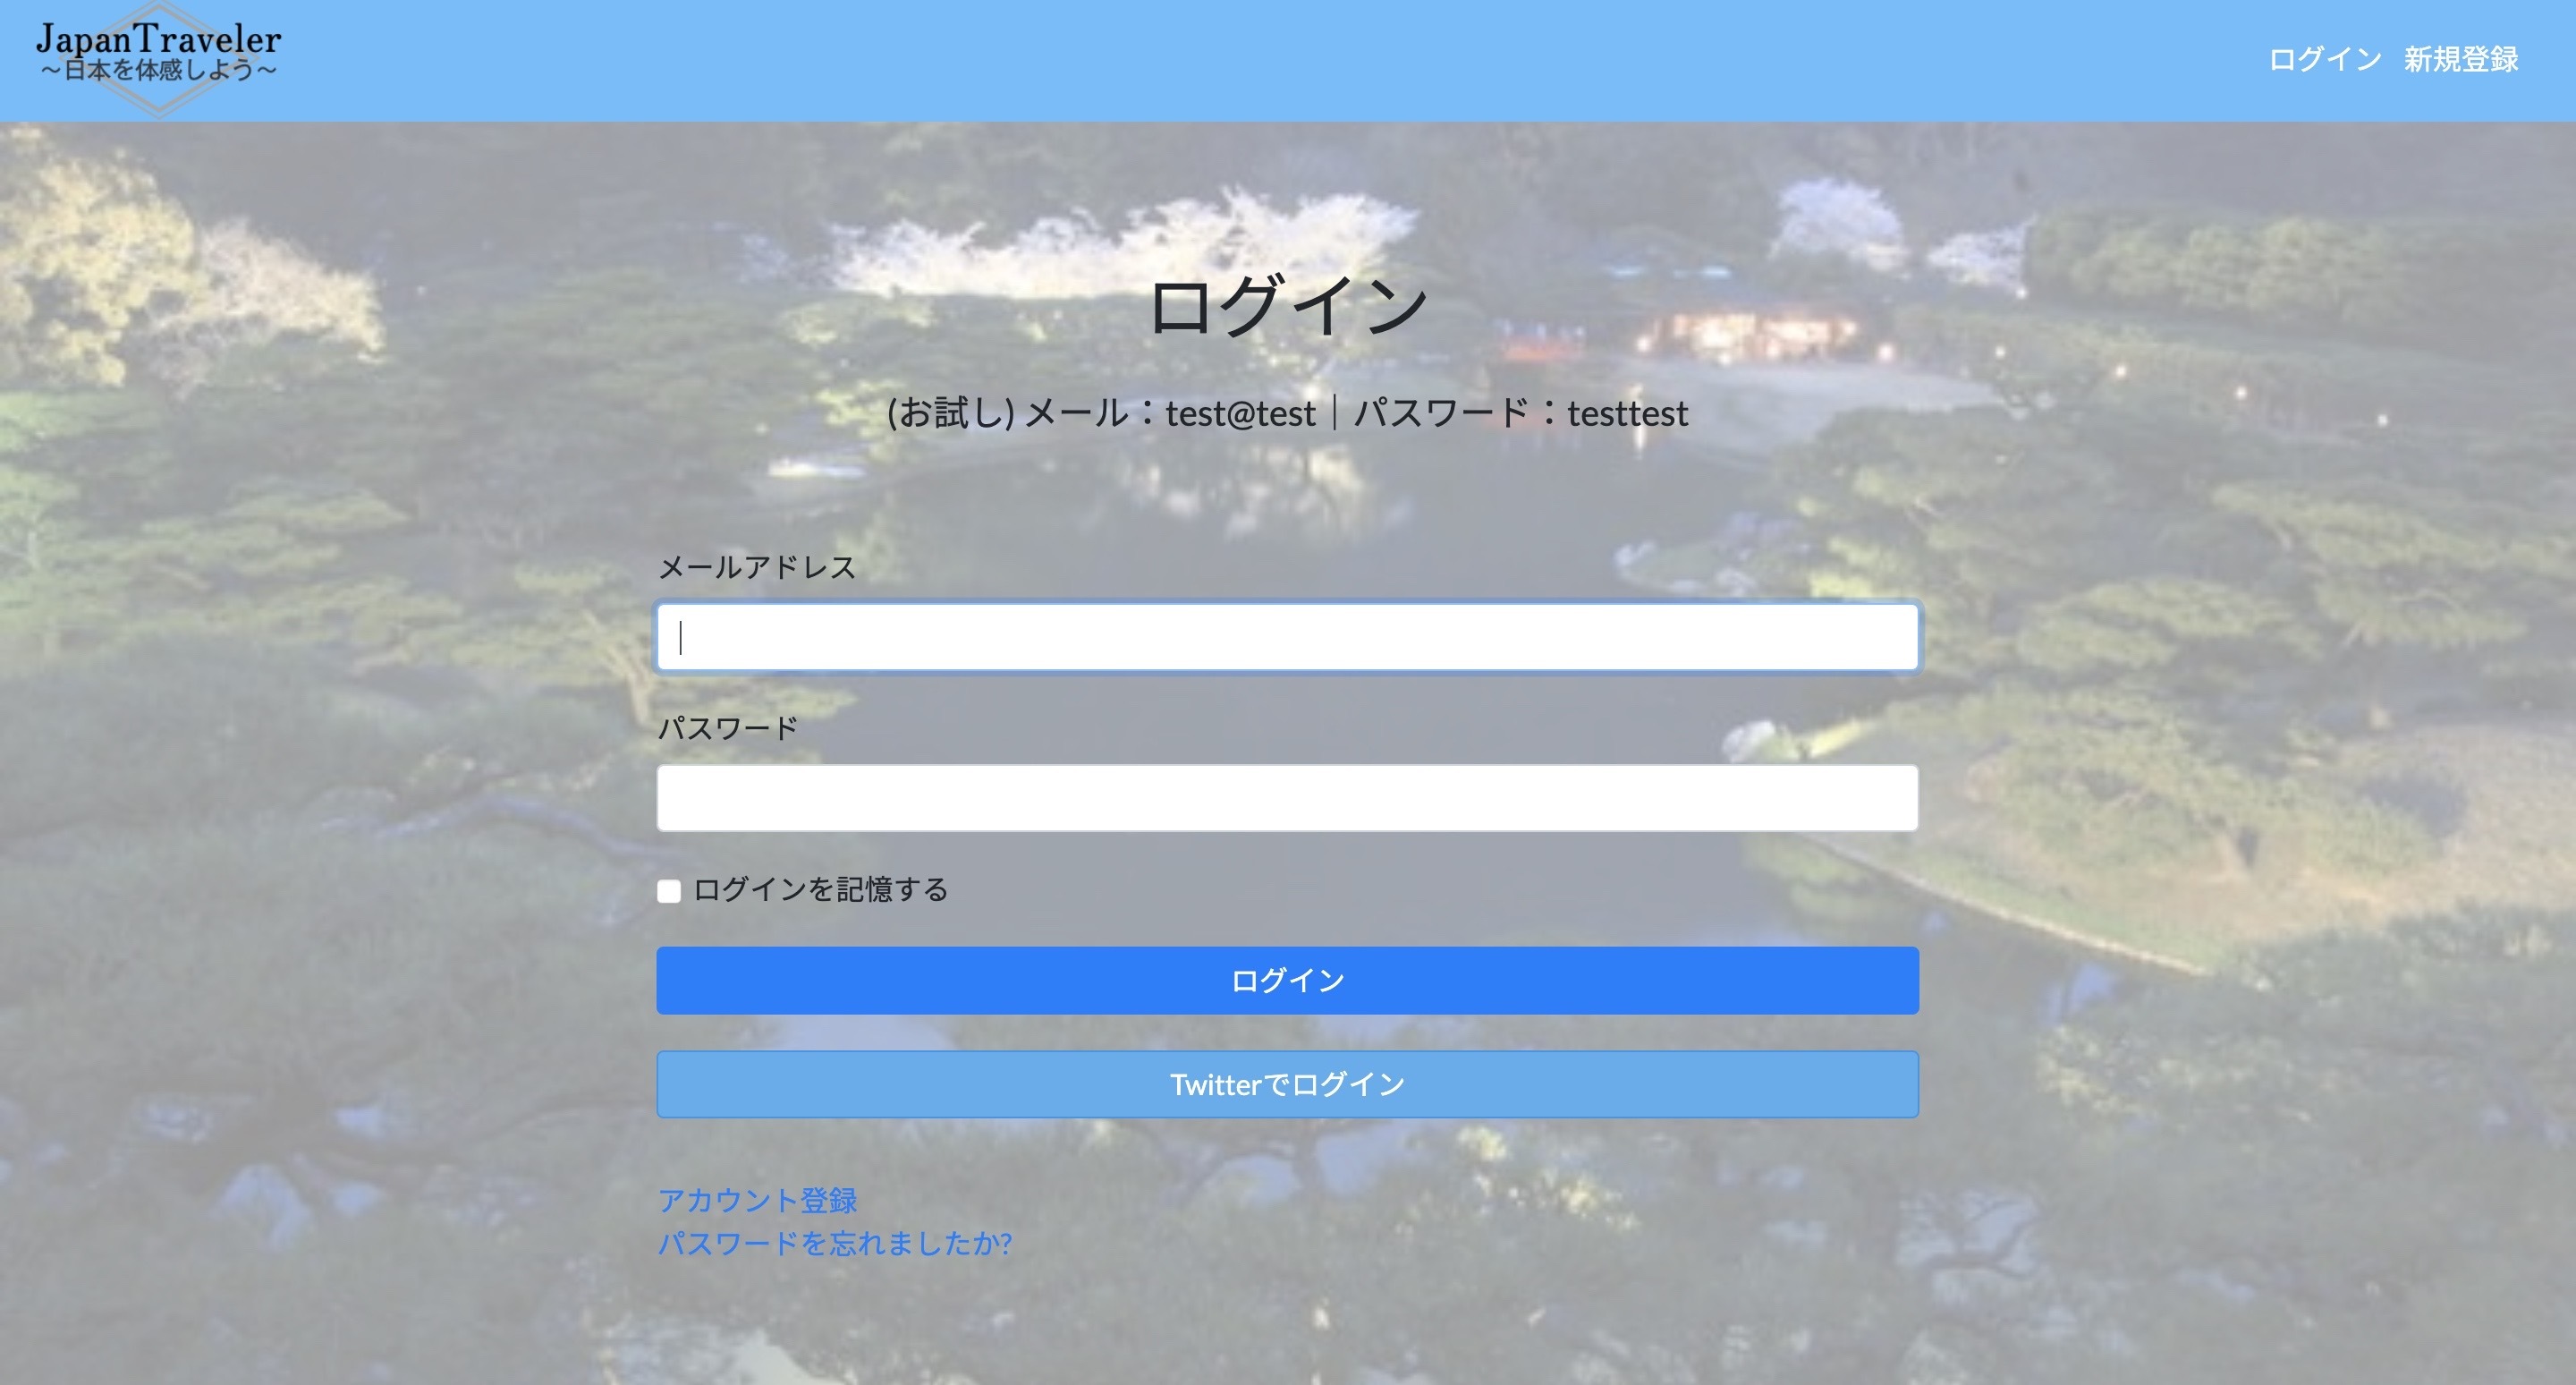 JapanTraveler
～日本を体感しよう～
ログイン 新規登録
ログイン
(お試し) メール：test@test｜パスワード：testtest
メールアドレス
パスワード
ログインを記憶する
ログイン
Twitterでログイン
アカウント登録
パスワードを忘れましたか?